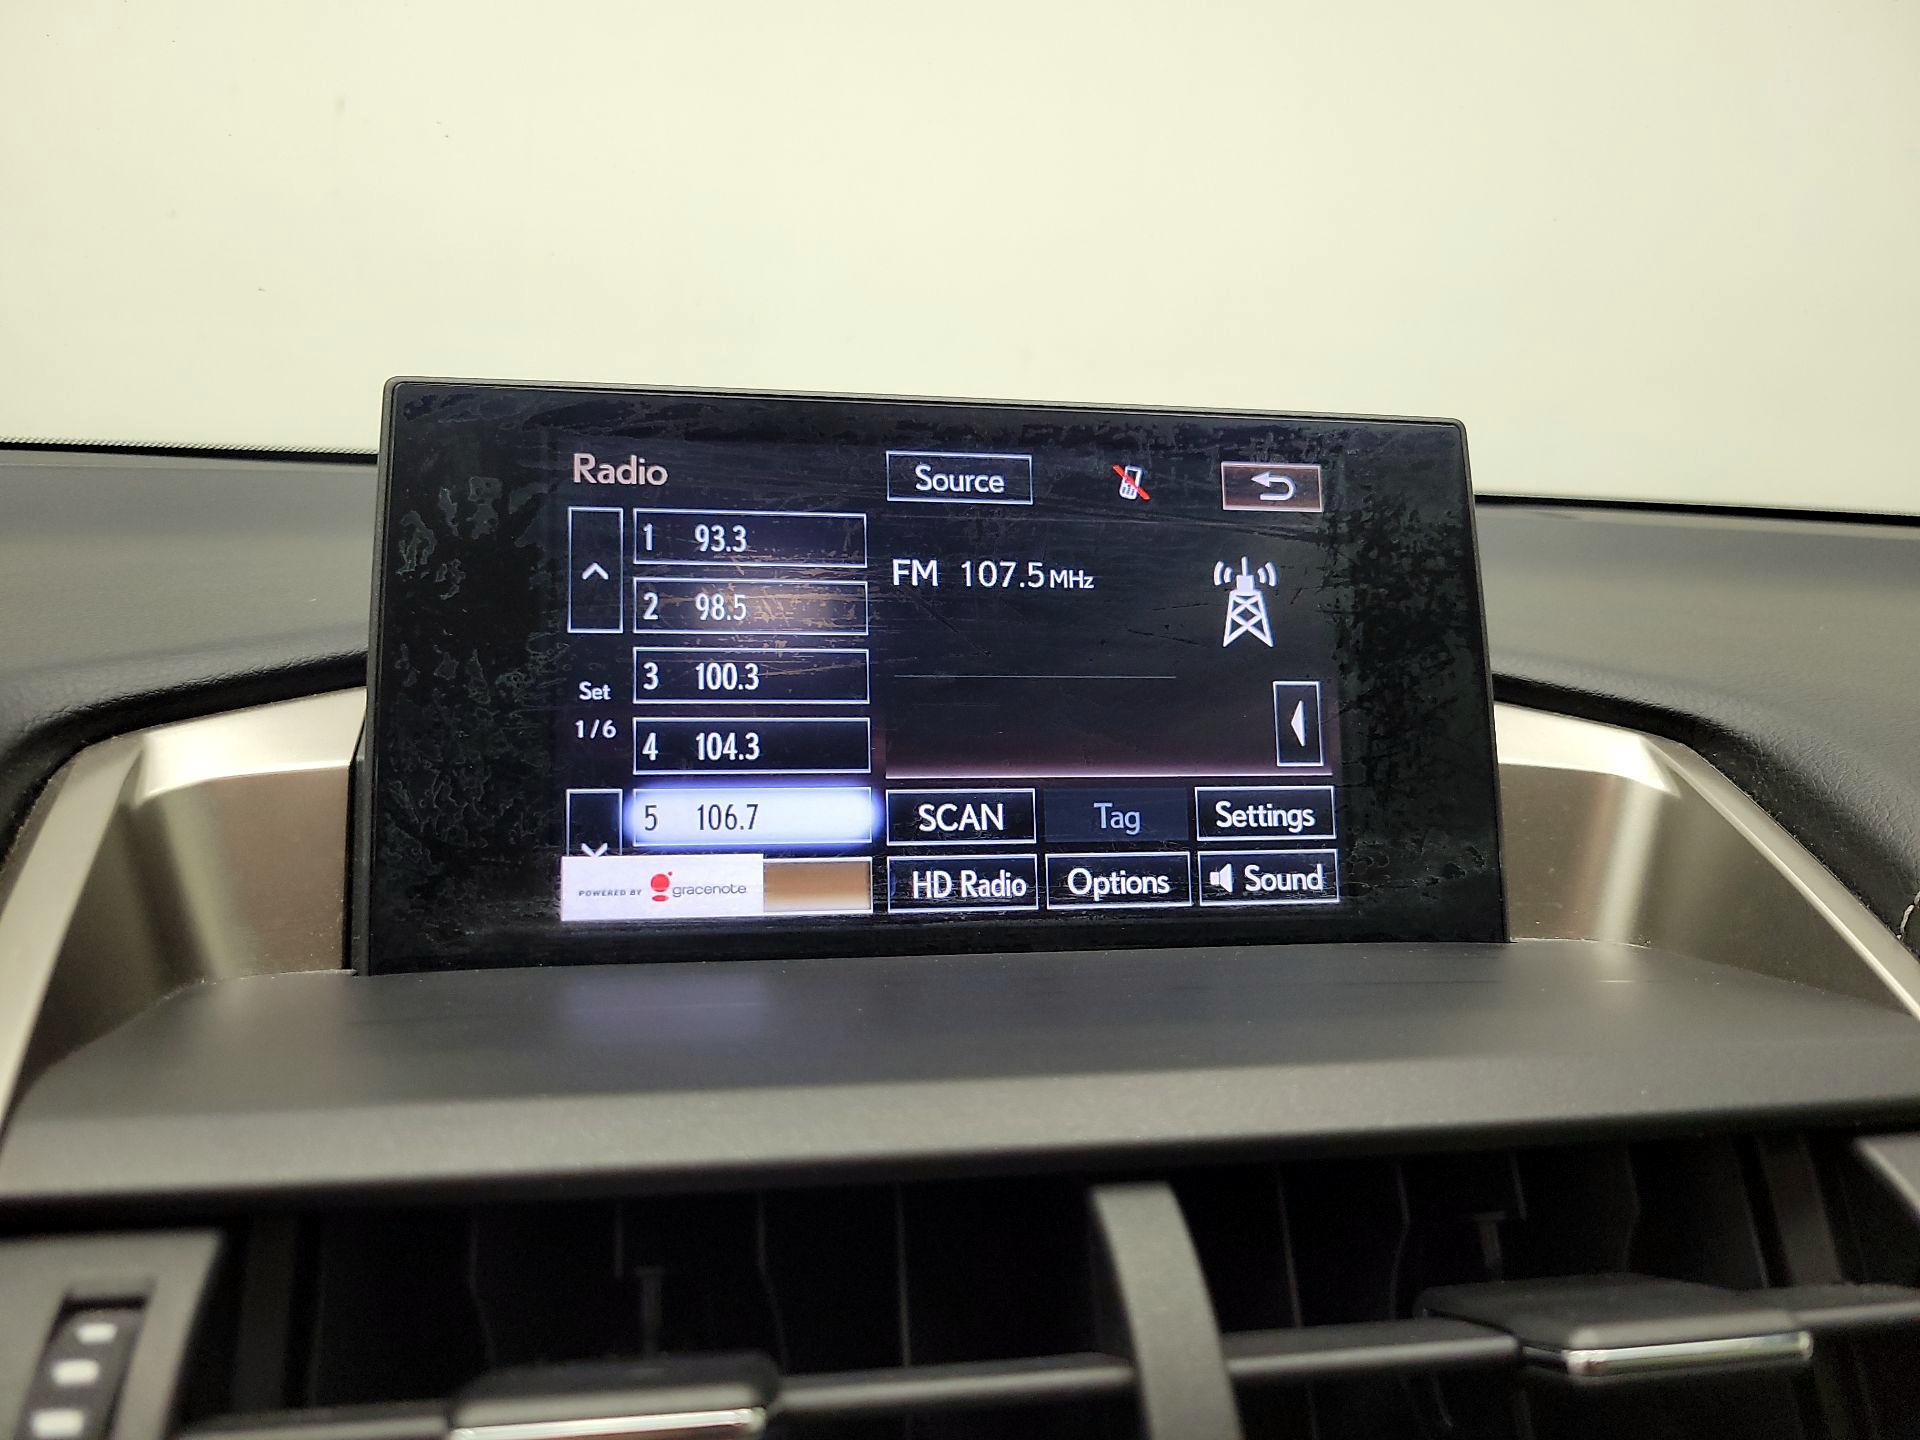 Radio
Source
1 93.3
2 98.5
3 100.3
4 104.3
5 106.7
Set
1/6
FM 107.5 MHz
SCAN
Tag
Settings
POWERED BY gracenote
HD Radio
Options
Sound